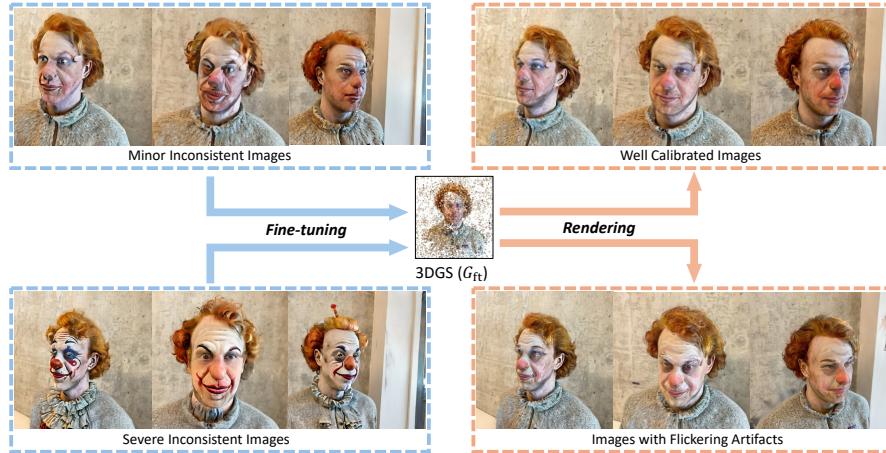 Minor Inconsistent Images
Well Calibrated Images
Fine-tuning
Rendering
3DGS (G_ft)
Severe Inconsistent Images
Images with Flickering Artifacts